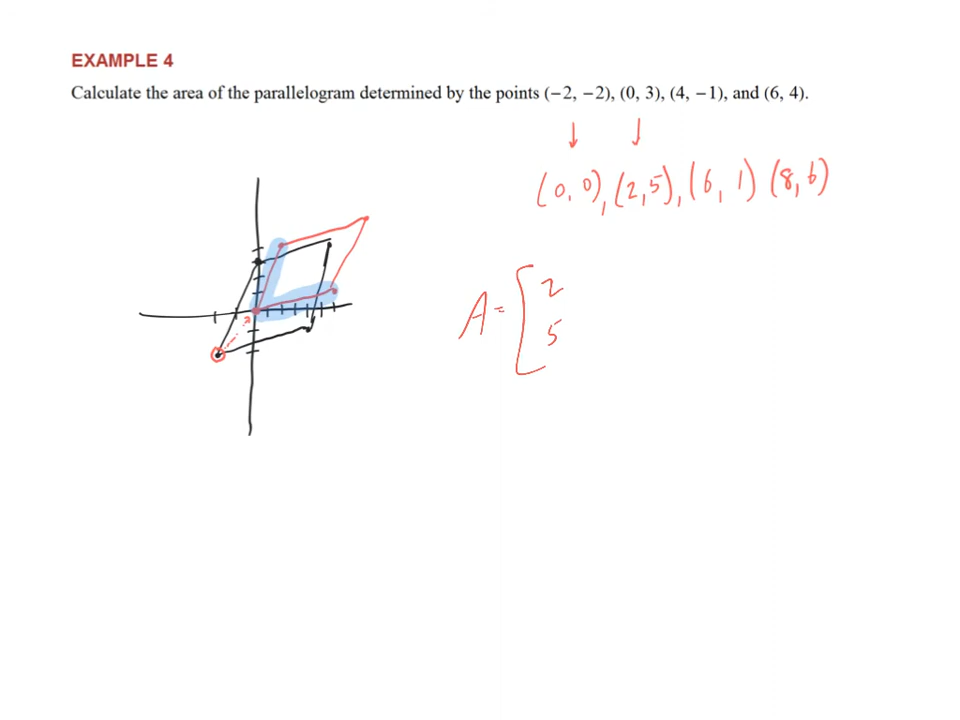 EXAMPLE 4
Calculate the area of the parallelogram determined by the points (−2, −2), (0, 3), (4, −1), and (6, 4).
(0, 0), (2, 5), (6, 1) (8, 6)
A = [ 2
5